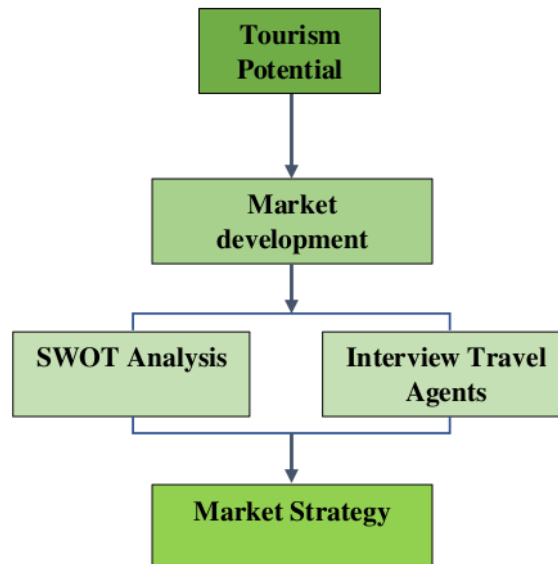 Tourism
Potential
Market
development
SWOT Analysis
Interview Travel
Agents
Market Strategy